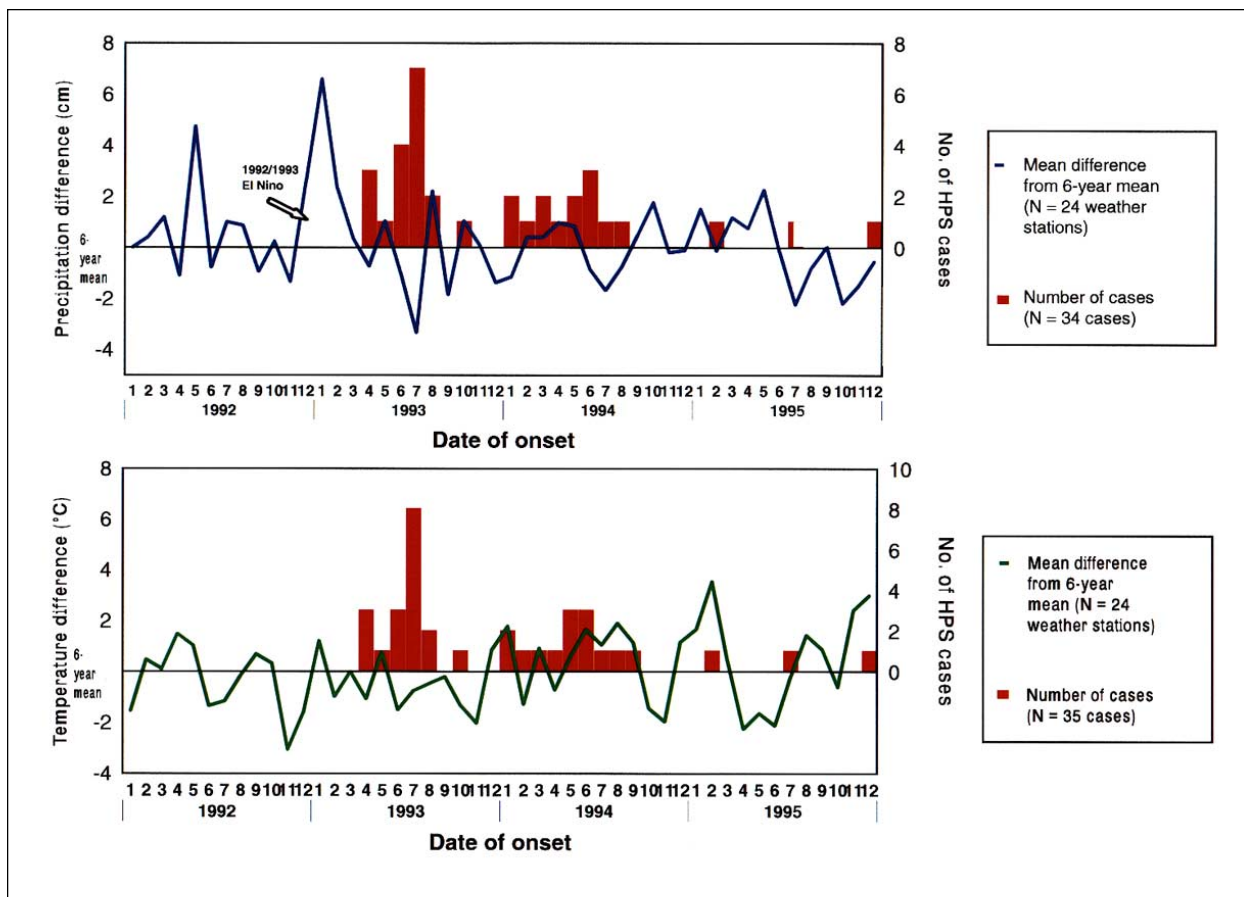 8
6
4
2
6-
year
mean
-2
-4
Precipitation difference (cm)
1992/1993
El Nino
8
6
4
2
0
No. of HPS cases
Mean difference
from 6-year mean
(N = 24 weather
stations)
Number of cases
(N = 34 cases)
1 2 3 4 5 6 7 8 9 10 11 12 1 2 3 4 5 6 7 8 9 10 11 12 1 2 3 4 5 6 7 8 9 10 11 12 1 2 3 4 5 6 7 8 9 10 11 12
1992 1993 1994 1995
Date of onset
8
6
4
2
6-
year
mean
-2
-4
Temperature difference (°C)
10
8
6
4
2
0
No. of HPS cases
Mean difference
from 6-year
mean (N = 24
weather stations)
Number of cases
(N = 35 cases)
1 2 3 4 5 6 7 8 9 10 11 12 1 2 3 4 5 6 7 8 9 10 11 12 1 2 3 4 5 6 7 8 9 10 11 12 1 2 3 4 5 6 7 8 9 10 11 12
1992 1993 1994 1995
Date of onset